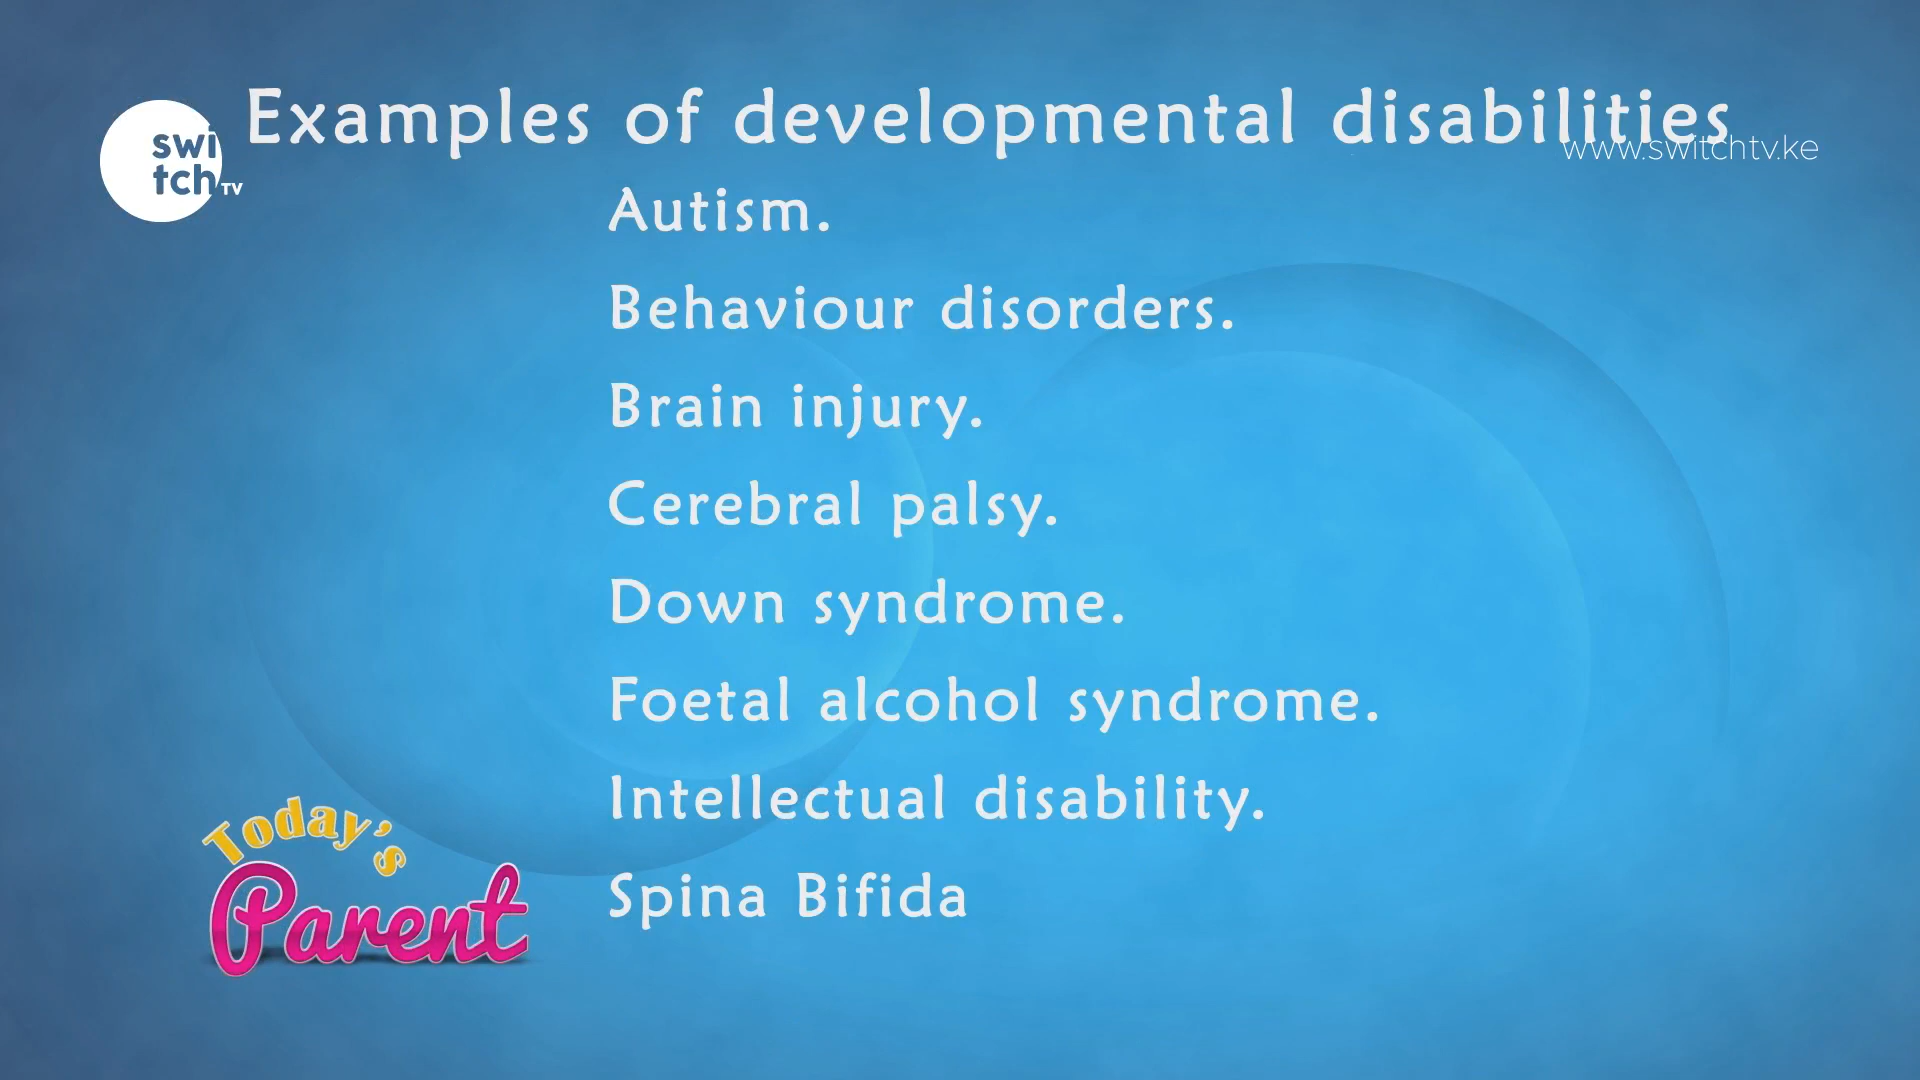 Examples of developmental disabilities
swi
tch TV
www.switchtv.ke
Autism.
Behaviour disorders.
Brain injury.
Cerebral palsy.
Down syndrome.
Foetal alcohol syndrome.
Intellectual disability.
Spina Bifida
Today's
Parent